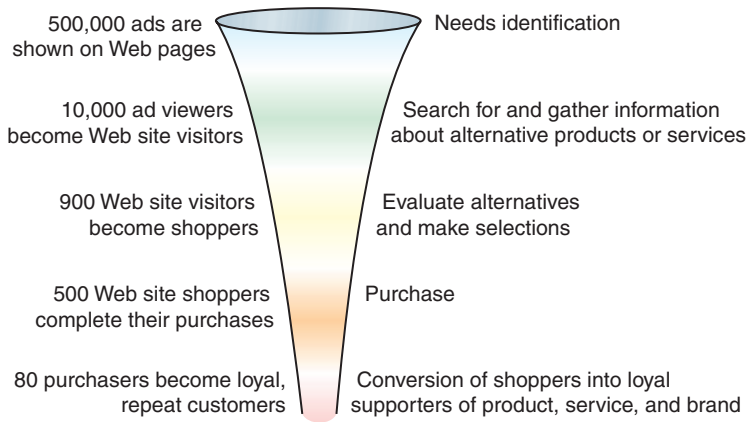 500,000 ads are
shown on Web pages
Needs identification
10,000 ad viewers
become Web site visitors
Search for and gather information
about alternative products or services
900 Web site visitors
become shoppers
Evaluate alternatives
and make selections
500 Web site shoppers
complete their purchases
Purchase
80 purchasers become loyal,
repeat customers
Conversion of shoppers into loyal
supporters of product, service, and brand